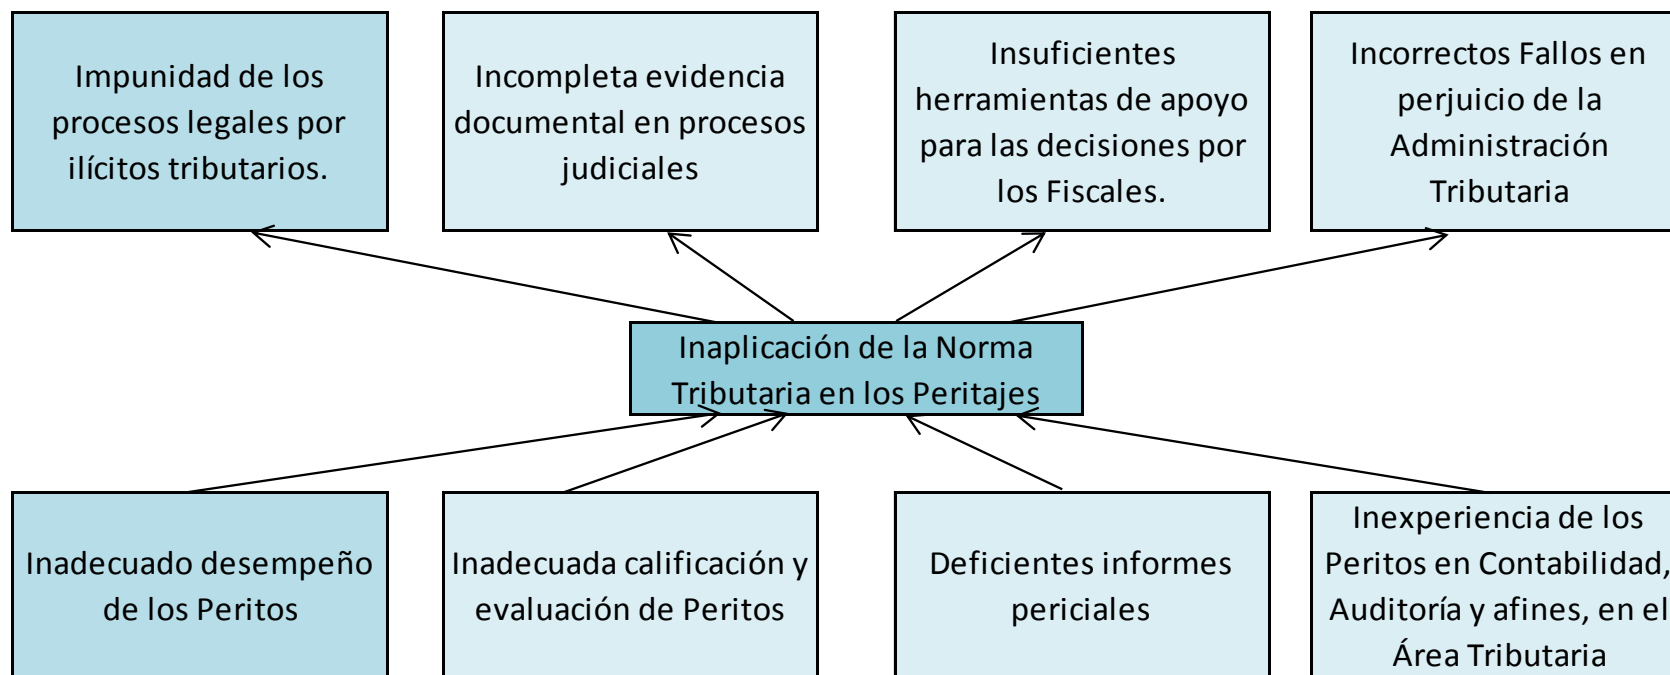 Impunidad de los
procesos legales por
ilícitos tributarios.
Incompleta evidencia
documental en procesos
judiciales
Insuficientes
herramientas de apoyo
para las decisiones por
los Fiscales.
Incorrectos Fallos en
perjuicio de la
Administración
Tributaria
Inaplicación de la Norma
Tributaria en los Peritajes
Inadecuado desempeño
de los Peritos
Inadecuada calificación y
evaluación de Peritos
Deficientes informes
periciales
Inexperiencia de los
Peritos en Contabilidad,
Auditoría y afines, en el
Área Tributaria